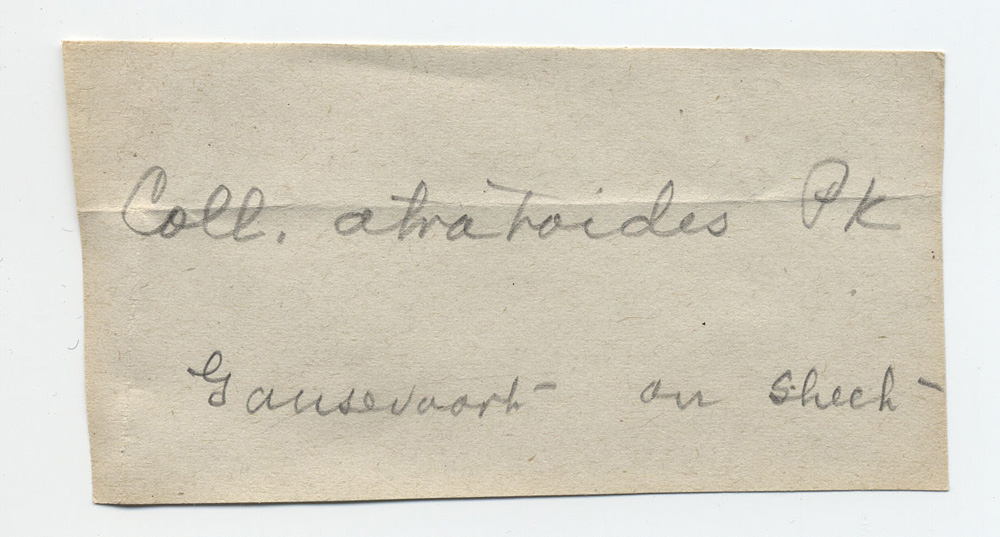 Coll. atratoides Pk
Gansevoort on sheet